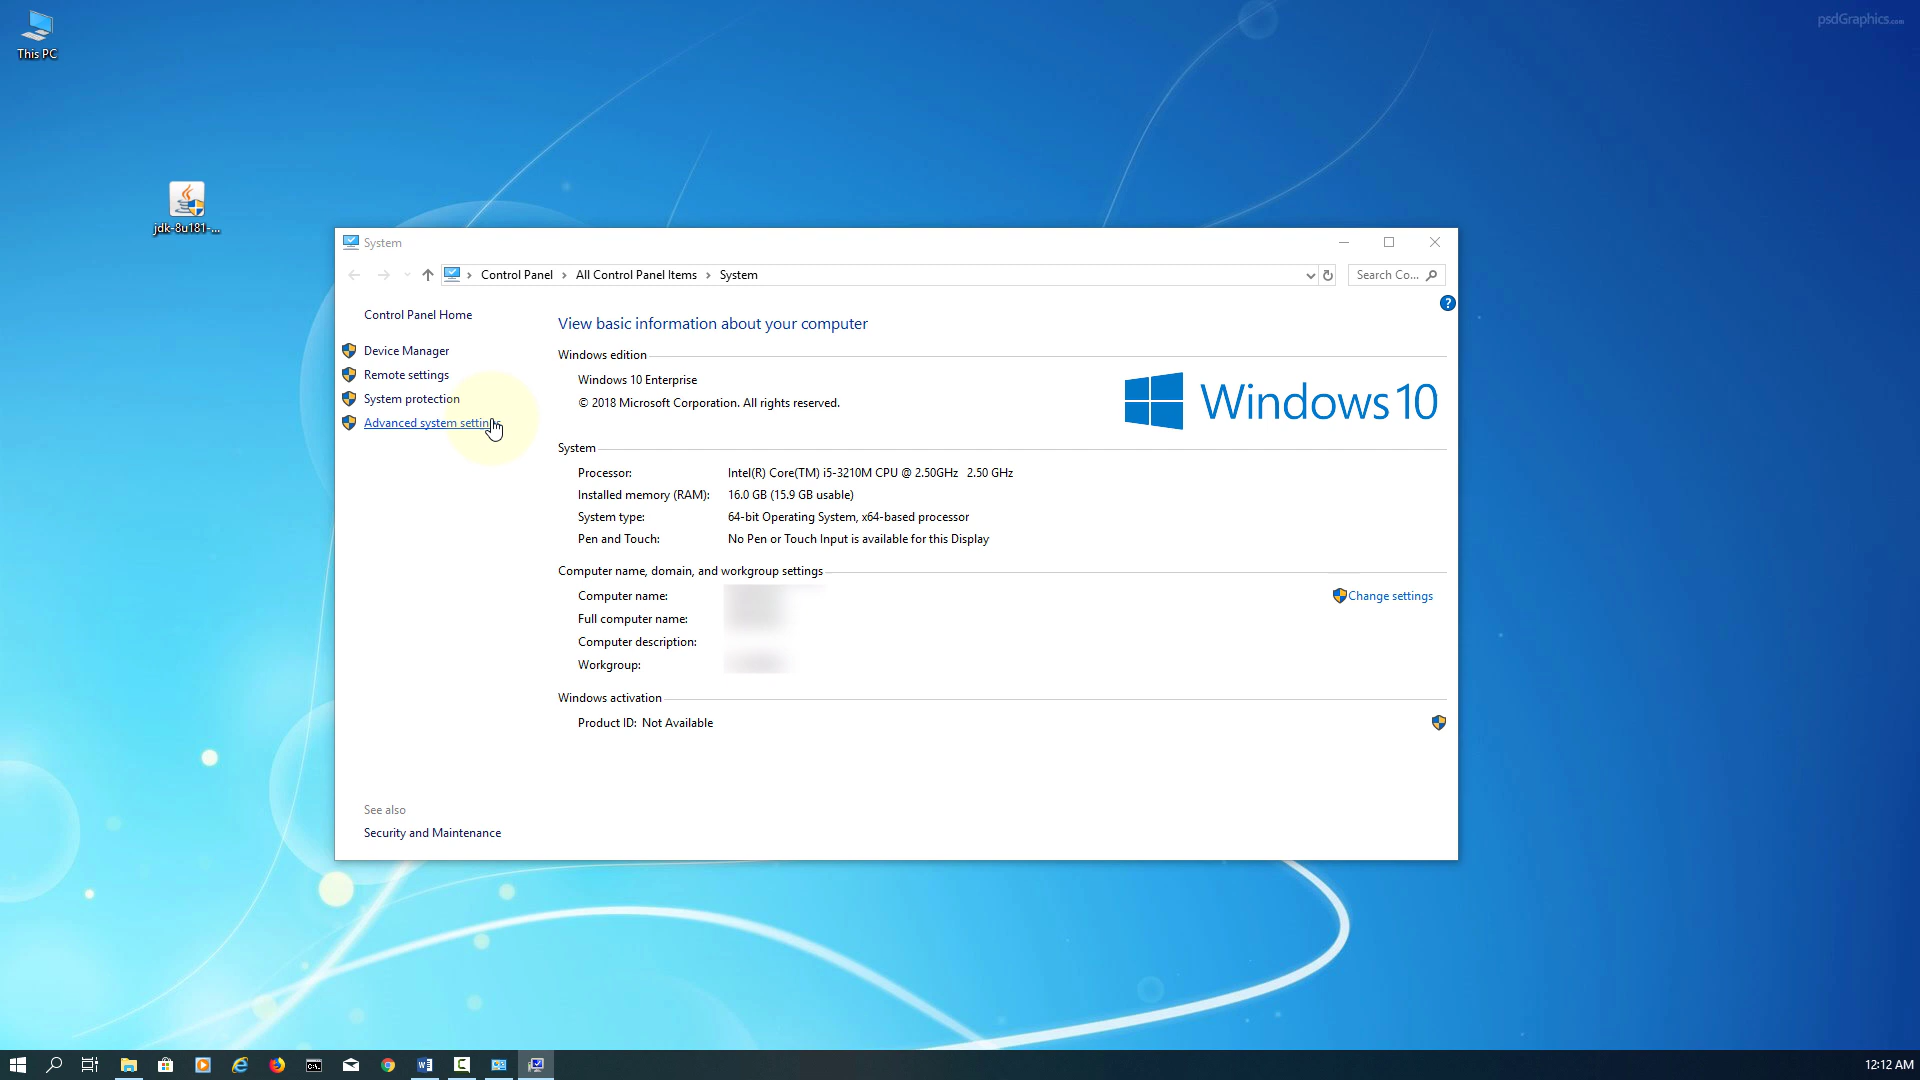 psdGraphics.com
This PC
jdk-8u181-...
System
Control Panel
All Control Panel Items
System
Search Co...
Control Panel Home
Device Manager
Remote settings
System protection
Advanced system settings
View basic information about your computer
Windows edition
Windows 10 Enterprise
© 2018 Microsoft Corporation. All rights reserved.
Windows 10
System
Processor: Intel(R) Core(TM) i5-3210M CPU @ 2.50GHz 2.50 GHz
Installed memory (RAM): 16.0 GB (15.9 GB usable)
System type: 64-bit Operating System, x64-based processor
Pen and Touch: No Pen or Touch Input is available for this Display
Computer name, domain, and workgroup settings
Computer name:
Change settings
Full computer name:
Computer description:
Workgroup:
Windows activation
Product ID: Not Available
See also
Security and Maintenance
12:12 AM